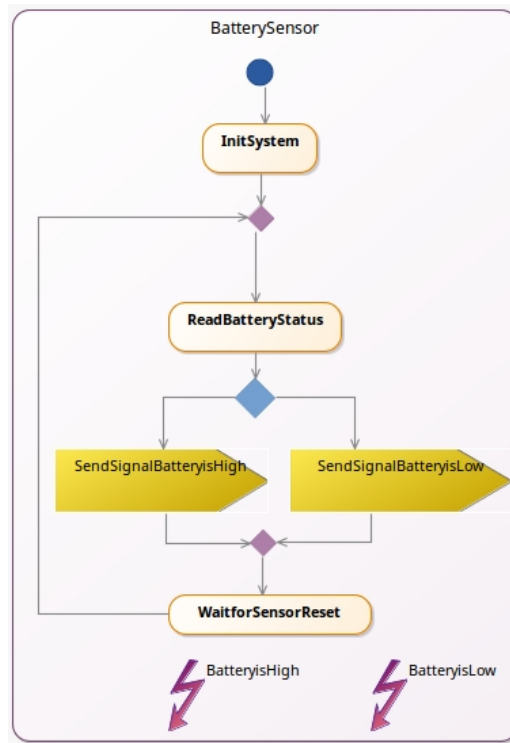 BatterySensor
InitSystem
ReadBatteryStatus
SendSignalBatteryisHigh
SendSignalBatteryisLow
WaitforSensorReset
BatteryisHigh
BatteryisLow